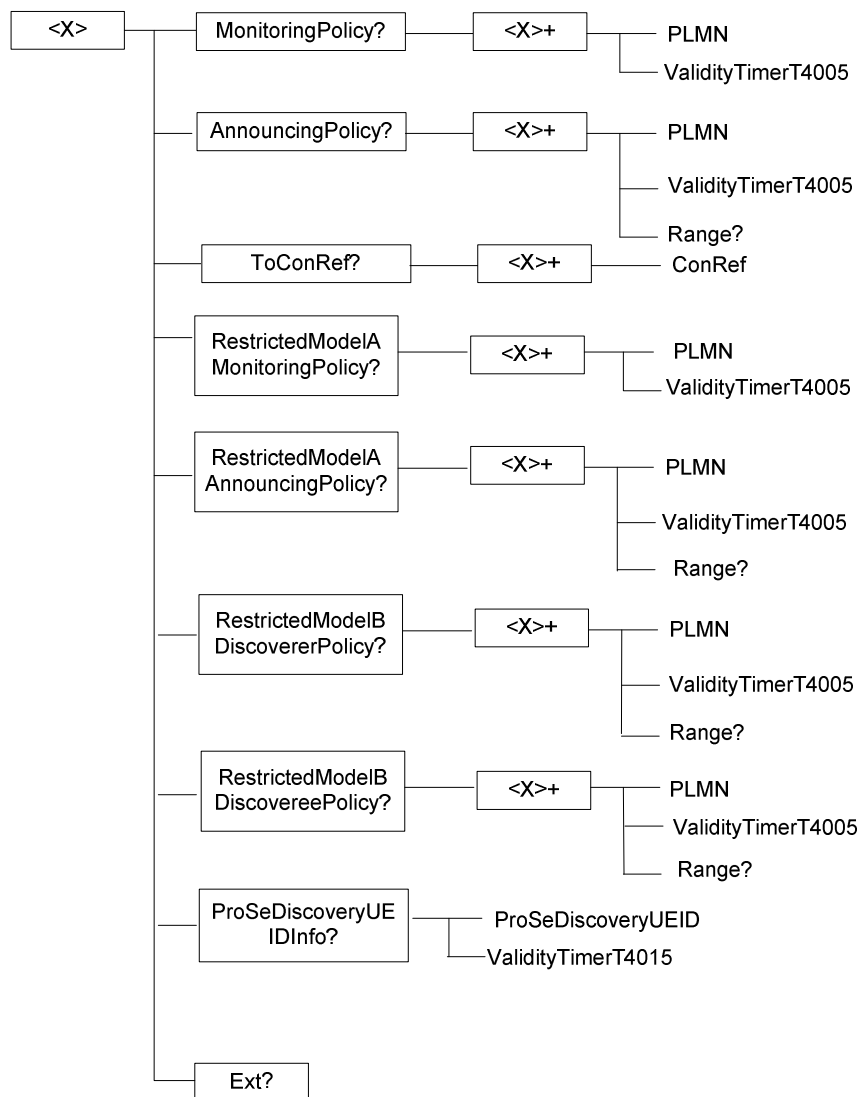 <X>
MonitoringPolicy?
<X>+
PLMN
ValidityTimerT4005
AnnouncingPolicy?
<X>+
PLMN
ValidityTimerT4005
Range?
ToConRef?
<X>+
ConRef
RestrictedModelA
MonitoringPolicy?
<X>+
PLMN
ValidityTimerT4005
RestrictedModelA
AnnouncingPolicy?
<X>+
PLMN
ValidityTimerT4005
Range?
RestrictedModelB
DiscovererPolicy?
<X>+
PLMN
ValidityTimerT4005
Range?
RestrictedModelB
DiscovereePolicy?
<X>+
PLMN
ValidityTimerT4005
Range?
ProSeDiscoveryUE
IDInfo?
ProSeDiscoveryUEID
ValidityTimerT4015
Ext?